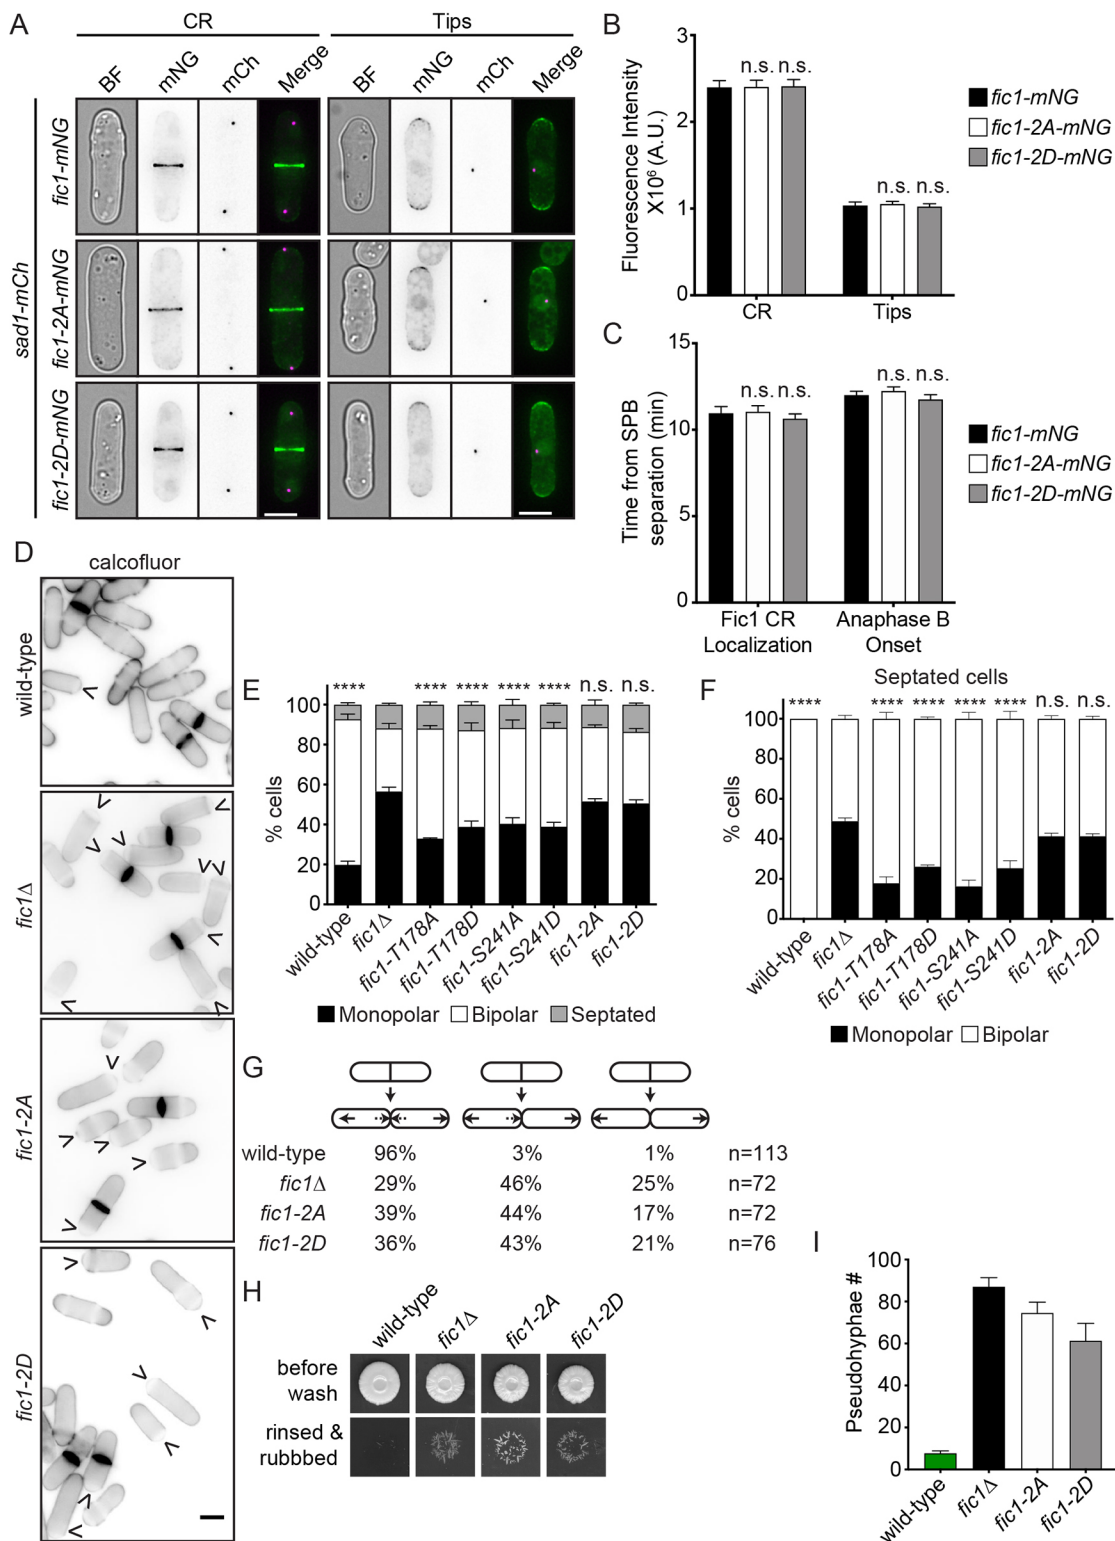 A
CR
Tips
BF
mNG
mCh
Merge
BF
mNG
mCh
Merge
sad1-mCh
fic1-mNG
fic1-2A-mNG
fic1-2D-mNG
B
Fluorescence Intensity
X10⁶ (A.U.)
3
2
1
0
n.s. n.s.
n.s. n.s.
CR
Tips
fic1-mNG
fic1-2A-mNG
fic1-2D-mNG
C
Time from SPB
separation (min)
15
10
5
0
n.s. n.s.
n.s. n.s.
Fic1 CR
Localization
Anaphase B
Onset
fic1-mNG
fic1-2A-mNG
fic1-2D-mNG
D
calcofluor
wild-type
fic1Δ
fic1-2A
fic1-2D
E
% cells
100
80
60
40
20
0
**** **** **** **** **** n.s. n.s.
wild-type
fic1Δ
fic1-T178A
fic1-T178D
fic1-S241A
fic1-S241D
fic1-2A
fic1-2D
Monopolar Bipolar Septated
F
Septated cells
% cells
100
80
60
40
20
0
**** **** **** **** **** n.s. n.s.
wild-type
fic1Δ
fic1-T178A
fic1-T178D
fic1-S241A
fic1-S241D
fic1-2A
fic1-2D
Monopolar Bipolar
G
wild-type 96% 3% 1% n=113
fic1Δ 29% 46% 25% n=72
fic1-2A 39% 44% 17% n=72
fic1-2D 36% 43% 21% n=76
H
wild-type
fic1Δ
fic1-2A
fic1-2D
before
wash
rinsed &
rubbbed
I
Pseudohyphae #
100
80
60
40
20
0
wild-type
fic1Δ
fic1-2A
fic1-2D